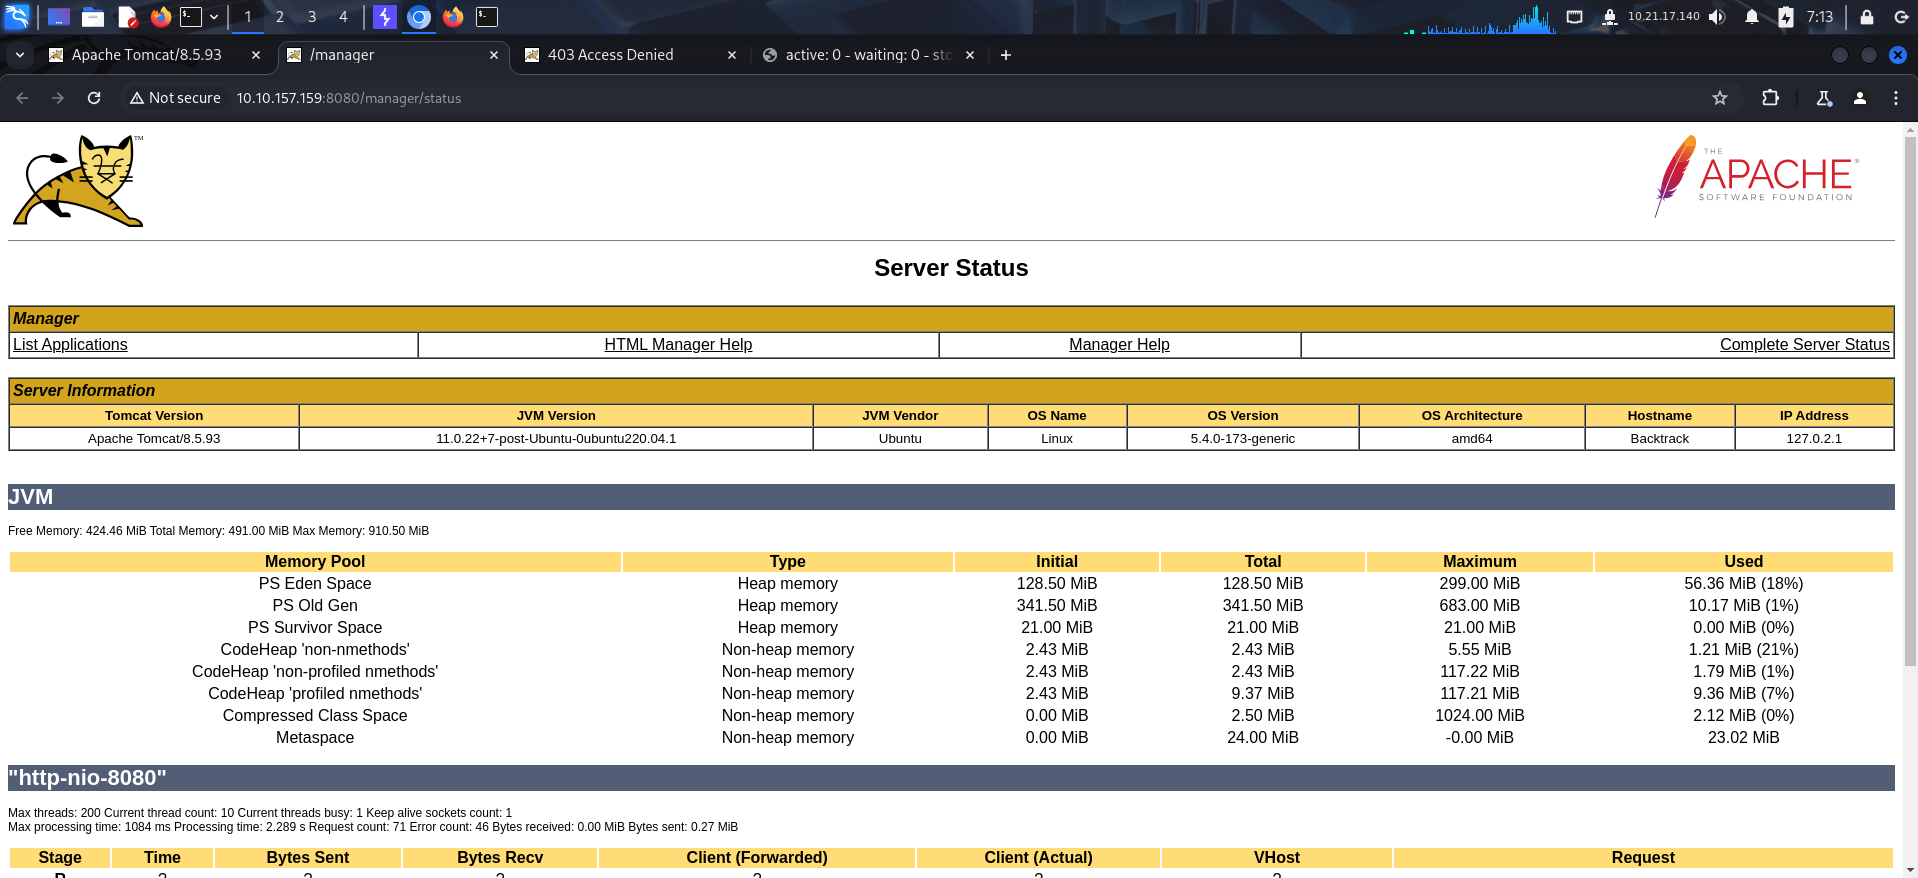 1 2 3 4 10.21.17.140 7:13
Apache Tomcat/8.5.93 /manager 403 Access Denied active: 0 - waiting: 0 - sto
Not secure 10.10.157.159:8080/manager/status
TM
THE
APACHE®
SOFTWARE FOUNDATION
Server Status
Manager
List Applications HTML Manager Help Manager Help Complete Server Status
Server Information
Tomcat Version JVM Version JVM Vendor OS Name OS Version OS Architecture Hostname IP Address
Apache Tomcat/8.5.93 11.0.22+7-post-Ubuntu-0ubuntu220.04.1 Ubuntu Linux 5.4.0-173-generic amd64 Backtrack 127.0.2.1
JVM
Free Memory: 424.46 MiB Total Memory: 491.00 MiB Max Memory: 910.50 MiB
Memory Pool Type Initial Total Maximum Used
PS Eden Space Heap memory 128.50 MiB 128.50 MiB 299.00 MiB 56.36 MiB (18%)
PS Old Gen Heap memory 341.50 MiB 341.50 MiB 683.00 MiB 10.17 MiB (1%)
PS Survivor Space Heap memory 21.00 MiB 21.00 MiB 21.00 MiB 0.00 MiB (0%)
CodeHeap 'non-nmethods' Non-heap memory 2.43 MiB 2.43 MiB 5.55 MiB 1.21 MiB (21%)
CodeHeap 'non-profiled nmethods' Non-heap memory 2.43 MiB 2.43 MiB 117.22 MiB 1.79 MiB (1%)
CodeHeap 'profiled nmethods' Non-heap memory 2.43 MiB 9.37 MiB 117.21 MiB 9.36 MiB (7%)
Compressed Class Space Non-heap memory 0.00 MiB 2.50 MiB 1024.00 MiB 2.12 MiB (0%)
Metaspace Non-heap memory 0.00 MiB 24.00 MiB -0.00 MiB 23.02 MiB
"http-nio-8080"
Max threads: 200 Current thread count: 10 Current threads busy: 1 Keep alive sockets count: 1
Max processing time: 1084 ms Processing time: 2.289 s Request count: 71 Error count: 46 Bytes received: 0.00 MiB Bytes sent: 0.27 MiB
Stage Time Bytes Sent Bytes Recv Client (Forwarded) Client (Actual) VHost Request